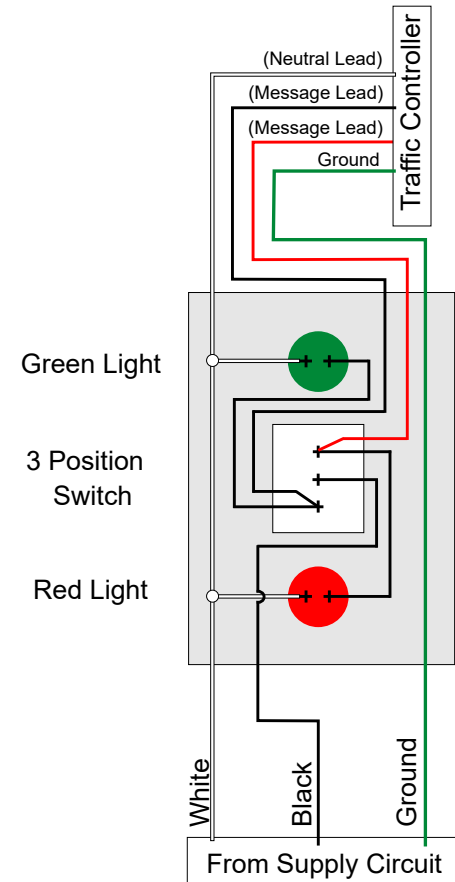 (Neutral Lead)
(Message Lead)
(Message Lead)
Ground
Traffic Controller
Green Light
3 Position
Switch
Red Light
White
Black
Ground
From Supply Circuit